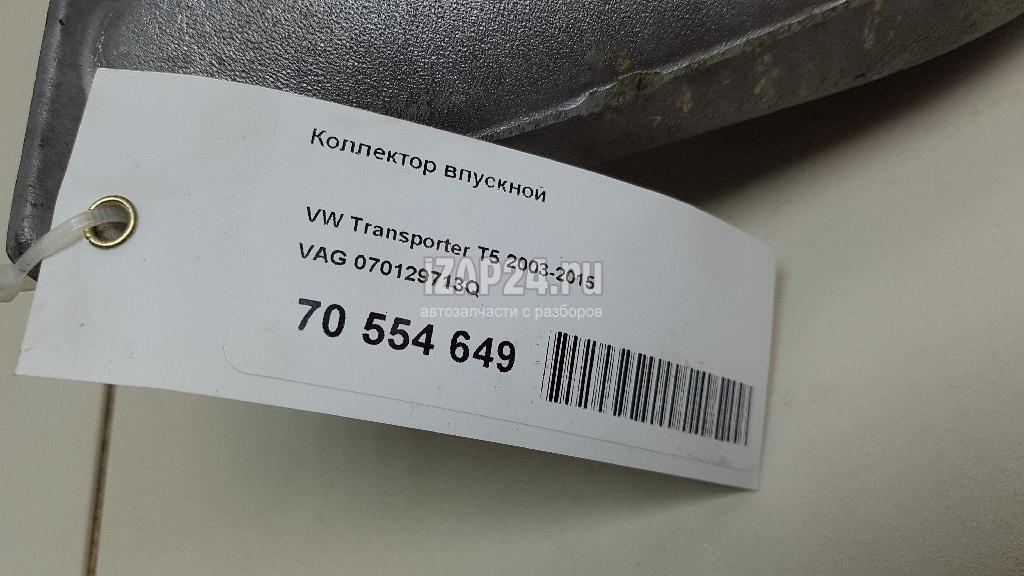 Коллектор впускной
VW Transporter T5 2003-2015
VAG 070129713Q
iZAP24.ru
автозапчасти с разборов
70 554 649